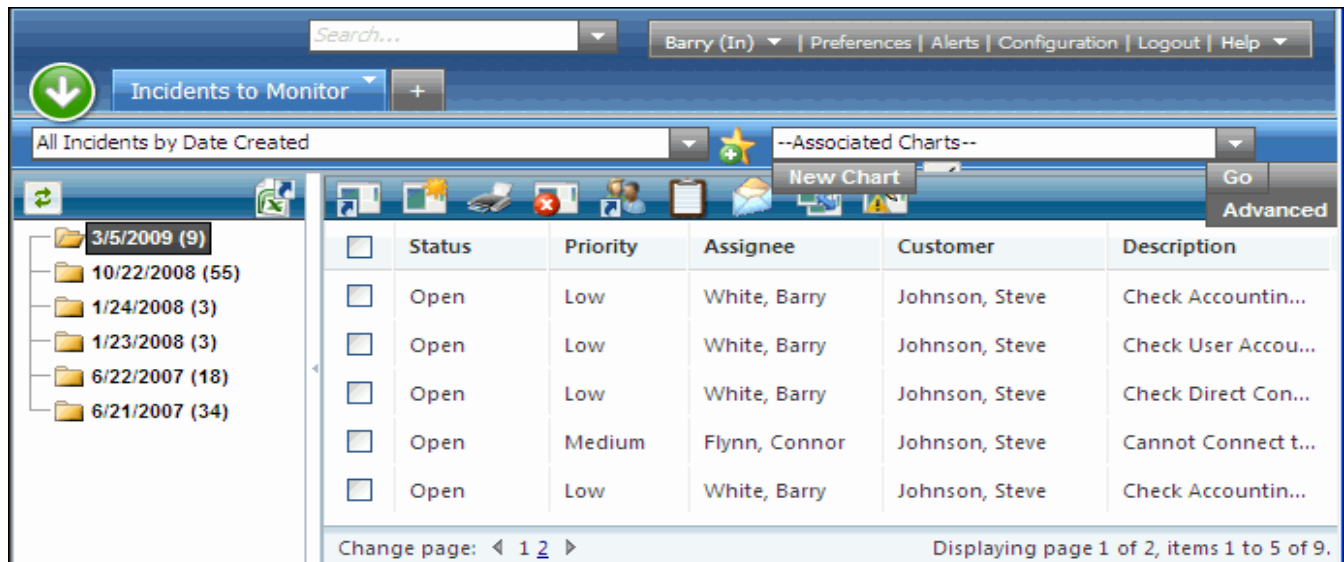 Search...
Barry (In) | Preferences | Alerts | Configuration | Logout | Help
Incidents to Monitor +
All Incidents by Date Created
--Associated Charts--
New Chart
Go
Advanced
3/5/2009 (9)
10/22/2008 (55)
1/24/2008 (3)
1/23/2008 (3)
6/22/2007 (18)
6/21/2007 (34)
Status Priority Assignee Customer Description
Open Low White, Barry Johnson, Steve Check Accountin...
Open Low White, Barry Johnson, Steve Check User Accou...
Open Low White, Barry Johnson, Steve Check Direct Con...
Open Medium Flynn, Connor Johnson, Steve Cannot Connect t...
Open Low White, Barry Johnson, Steve Check Accountin...
Change page: 1 2 Displaying page 1 of 2, items 1 to 5 of 9.